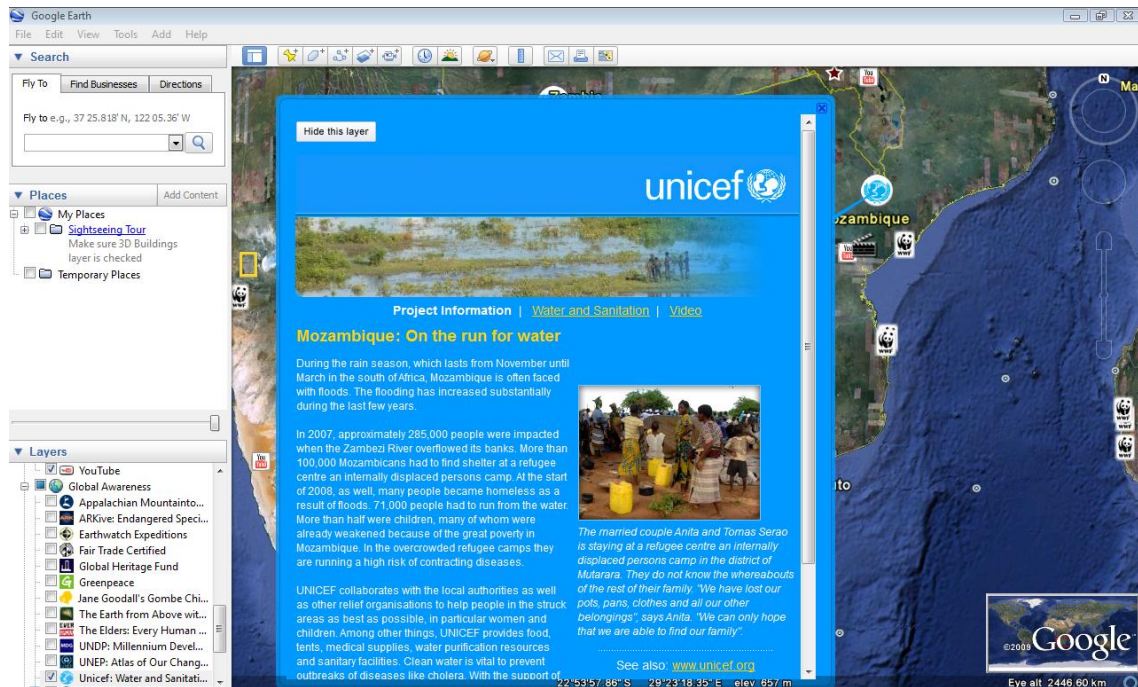 Google Earth
File Edit View Tools Add Help
Search
Fly To Find Businesses Directions
Fly to e.g., 37 25.818' N, 122 05.36' W
Places Add Content
My Places
Sightseeing Tour
Make sure 3D Buildings
layer is checked
Temporary Places
Layers
YouTube
Global Awareness
Appalachian Mountainto...
ARKive: Endangered Speci...
Earthwatch Expeditions
Fair Trade Certified
Global Heritage Fund
Greenpeace
Jane Goodall's Gombe Chi...
The Earth from Above wit...
The Elders: Every Human ...
UNDP: Millennium Devel...
UNEP: Atlas of Our Chang...
Unicef: Water and Sanitati...
Hide this layer
unicef
Project Information | Water and Sanitation | Video
Mozambique: On the run for water
During the rain season, which lasts from November until
March in the south of Africa, Mozambique is often faced
with floods. The flooding has increased substantially
during the last few years.
In 2007, approximately 285,000 people were impacted
when the Zambezi River overflowed its banks. More than
100,000 Mozambicans had to find shelter at a refugee
centre an internally displaced persons camp. At the start
of 2008, as well, many people became homeless as a
result of floods. 71,000 people had to run from the water.
More than half were children, many of whom were
already weakened because of the great poverty in
Mozambique. In the overcrowded refugee camps they
are running a high risk of contracting diseases.
UNICEF collaborates with the local authorities as well
as other relief organisations to help people in the struck
areas as best as possible, in particular women and
children. Among other things, UNICEF provides food,
tents, medical supplies, water purification resources
and sanitary facilities. Clean water is vital to prevent
outbreaks of diseases like cholera. With the support of
The married couple Anita and Tomas Serao
is staying at a refugee centre an internally
displaced persons camp in the district of
Mutarara. They do not know the whereabouts
of the rest of their family. "We have lost our
pots, pans, clothes and all our other
belongings", says Anita. "We can only hope
that we are able to find our family".
See also: www.unicef.org
You Tube
N
Ma
ozambique
You Tube
WWF
WWF
WWF
You Tube
WWF
WWF
WWF
uto
©2009 Google
22°53'57.86" S 29°23'18.35" E elev 657 m
Eye alt 2446.60 km